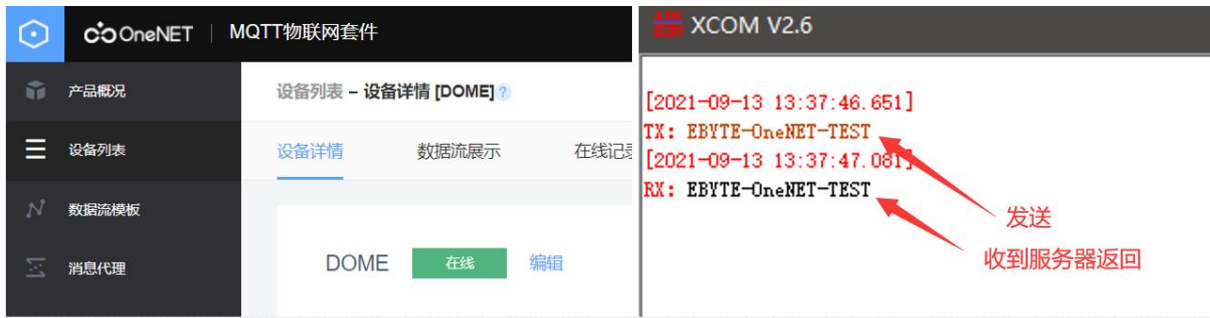 OneNET | MQTT物联网套件
产品概况
设备列表
数据流模板
消息代理
设备列表 – 设备详情 [DOME] ?
设备详情 数据流展示 在线记录
DOME 在线 编辑
XCOM V2.6
[2021-09-13 13:37:46.651]
TX: EBYTE-OneNET-TEST
[2021-09-13 13:37:47.081]
RX: EBYTE-OneNET-TEST
发送
收到服务器返回